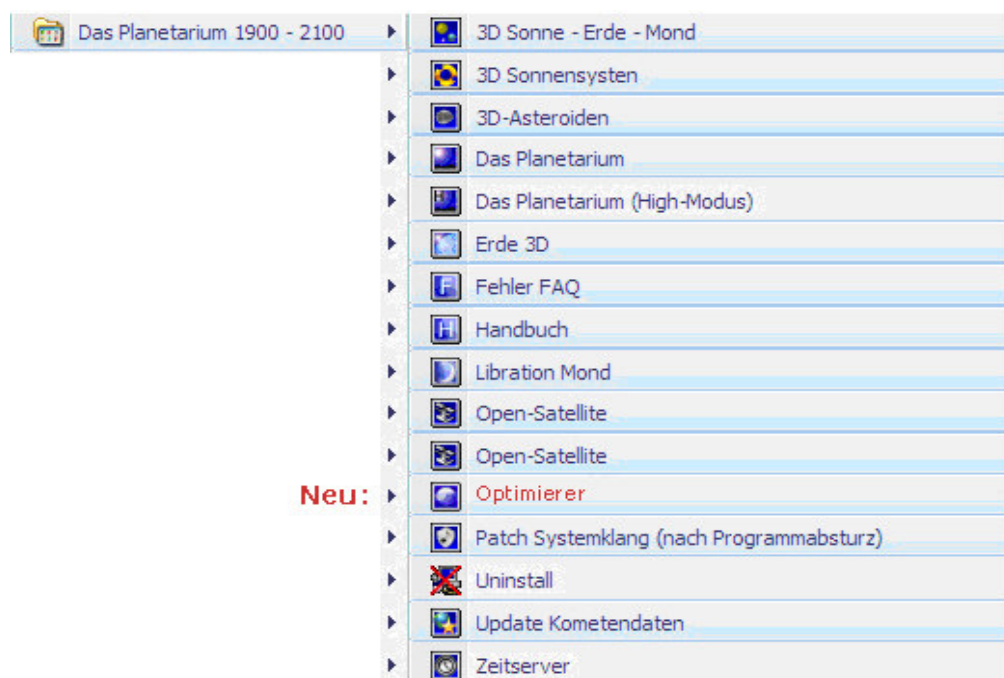 Das Planetarium 1900 - 2100
3D Sonne - Erde - Mond
3D Sonnensysten
3D-Asteroiden
Das Planetarium
Das Planetarium (High-Modus)
Erde 3D
Fehler FAQ
Handbuch
Libration Mond
Open-Satellite
Open-Satellite
Neu: Optimierer
Patch Systemklang (nach Programmabsturz)
Uninstall
Update Kometendaten
Zeitserver